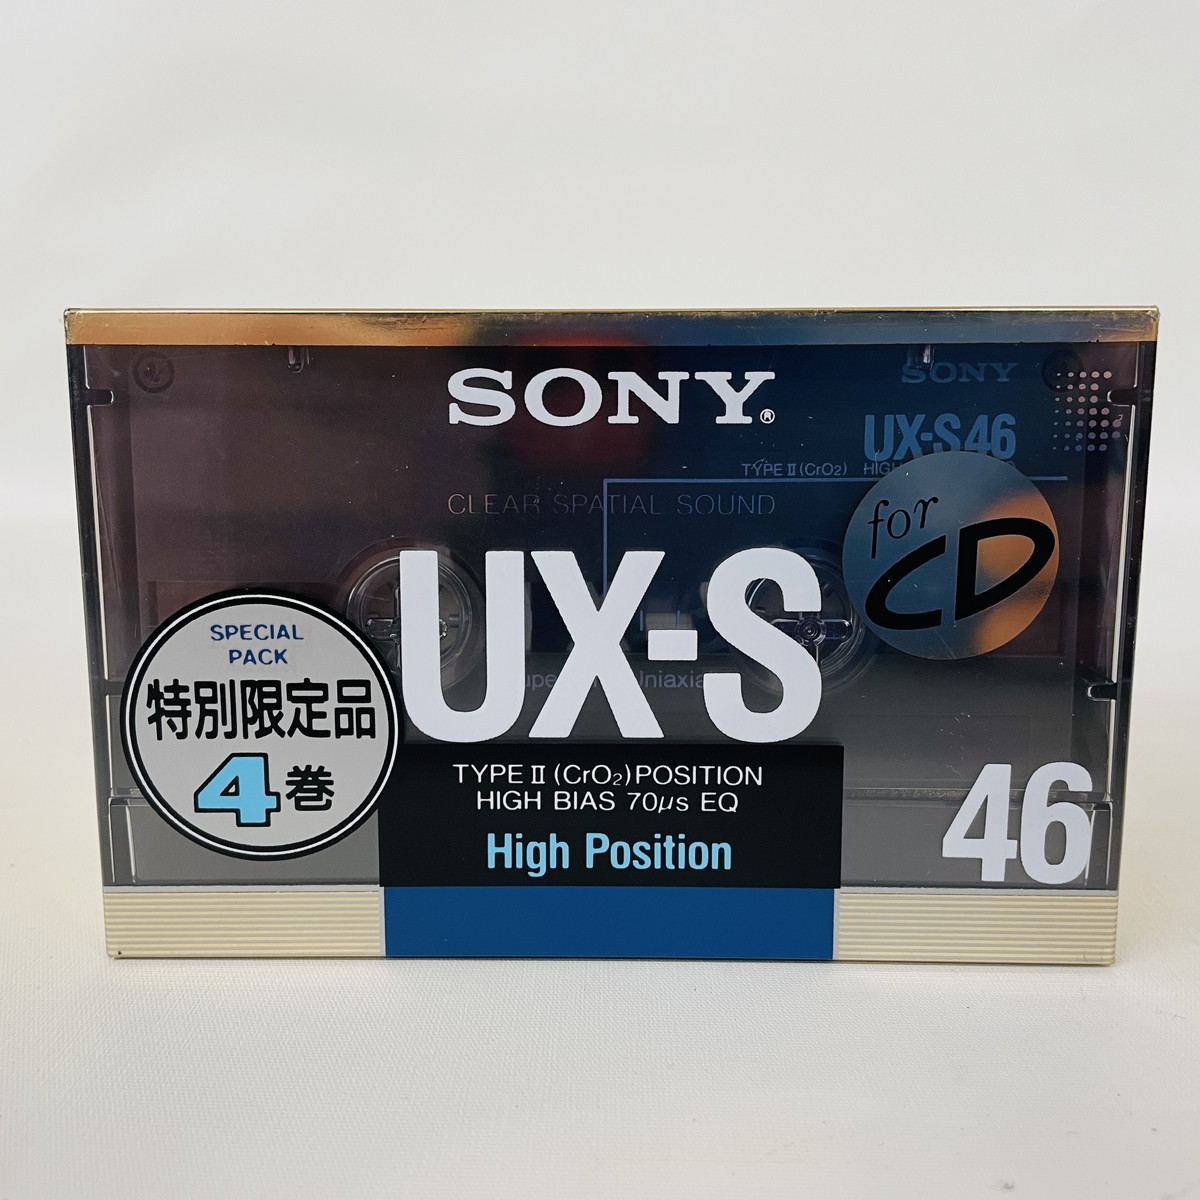 SONY®
SONY
UX-S46
TYPE II (CrO2)
CLEAR SPATIAL SOUND
for
CD
UX-S
SPECIAL
PACK
特別限定品
4巻
TYPE II (CrO2) POSITION
HIGH BIAS 70µs EQ
High Position
46